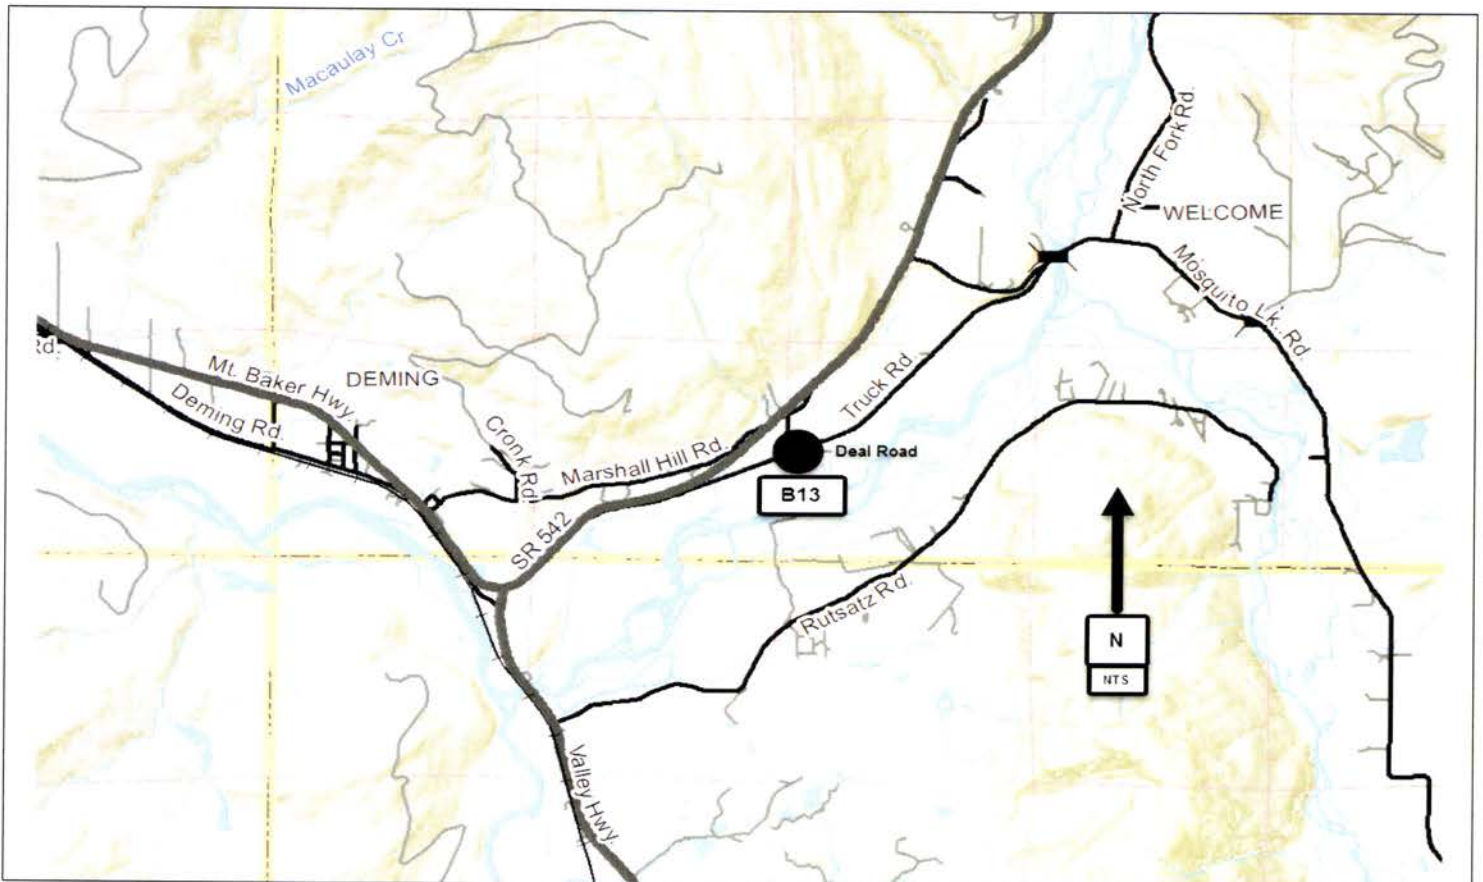 Macaulay Cr
North Fork Rd.
WELCOME
Mosquito Lk. Rd.
Rd.
Mt. Baker Hwy.
DEMING
Deming Rd.
Cronk Rd.
Marshall Hill Rd.
Truck Rd.
Deal Road
B13
SR 542
Rutsatz Rd.
N
NTS
Valley Hwy.